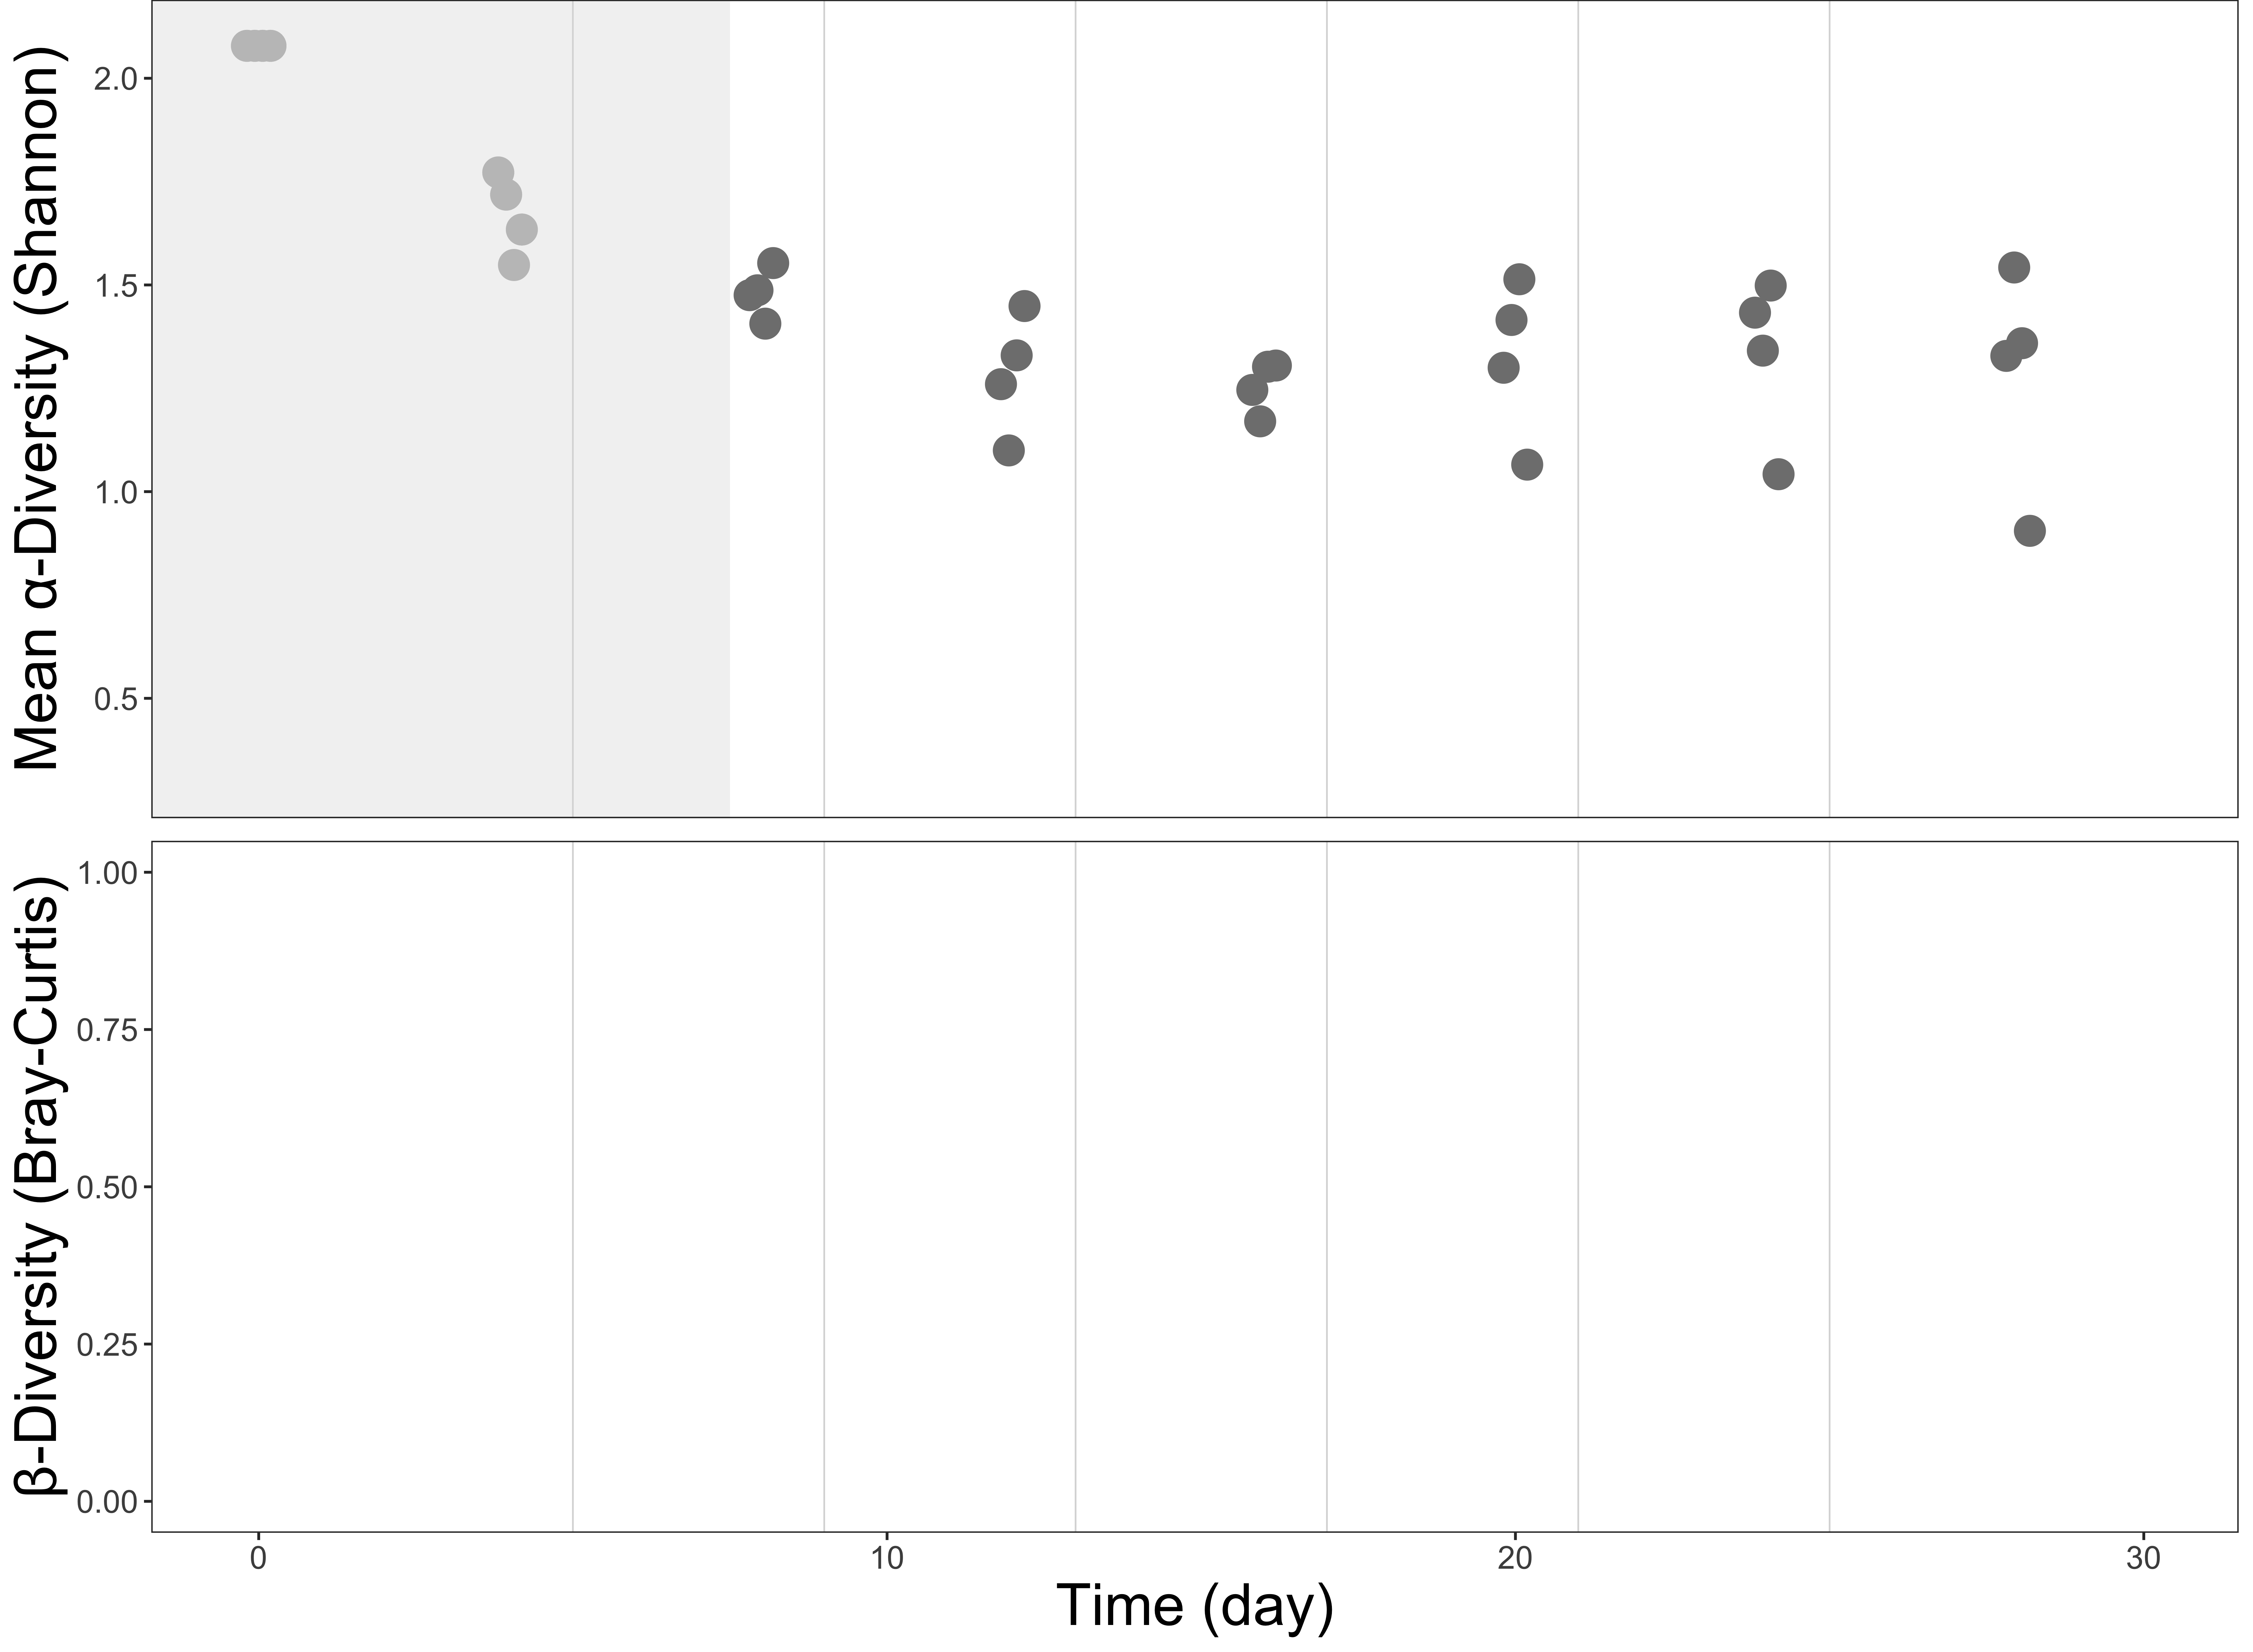 Mean α-Diversity (Shannon)
2.0
1.5
1.0
0.5
β-Diversity (Bray-Curtis)
1.00
0.75
0.50
0.25
0.00
0 10 20 30
Time (day)